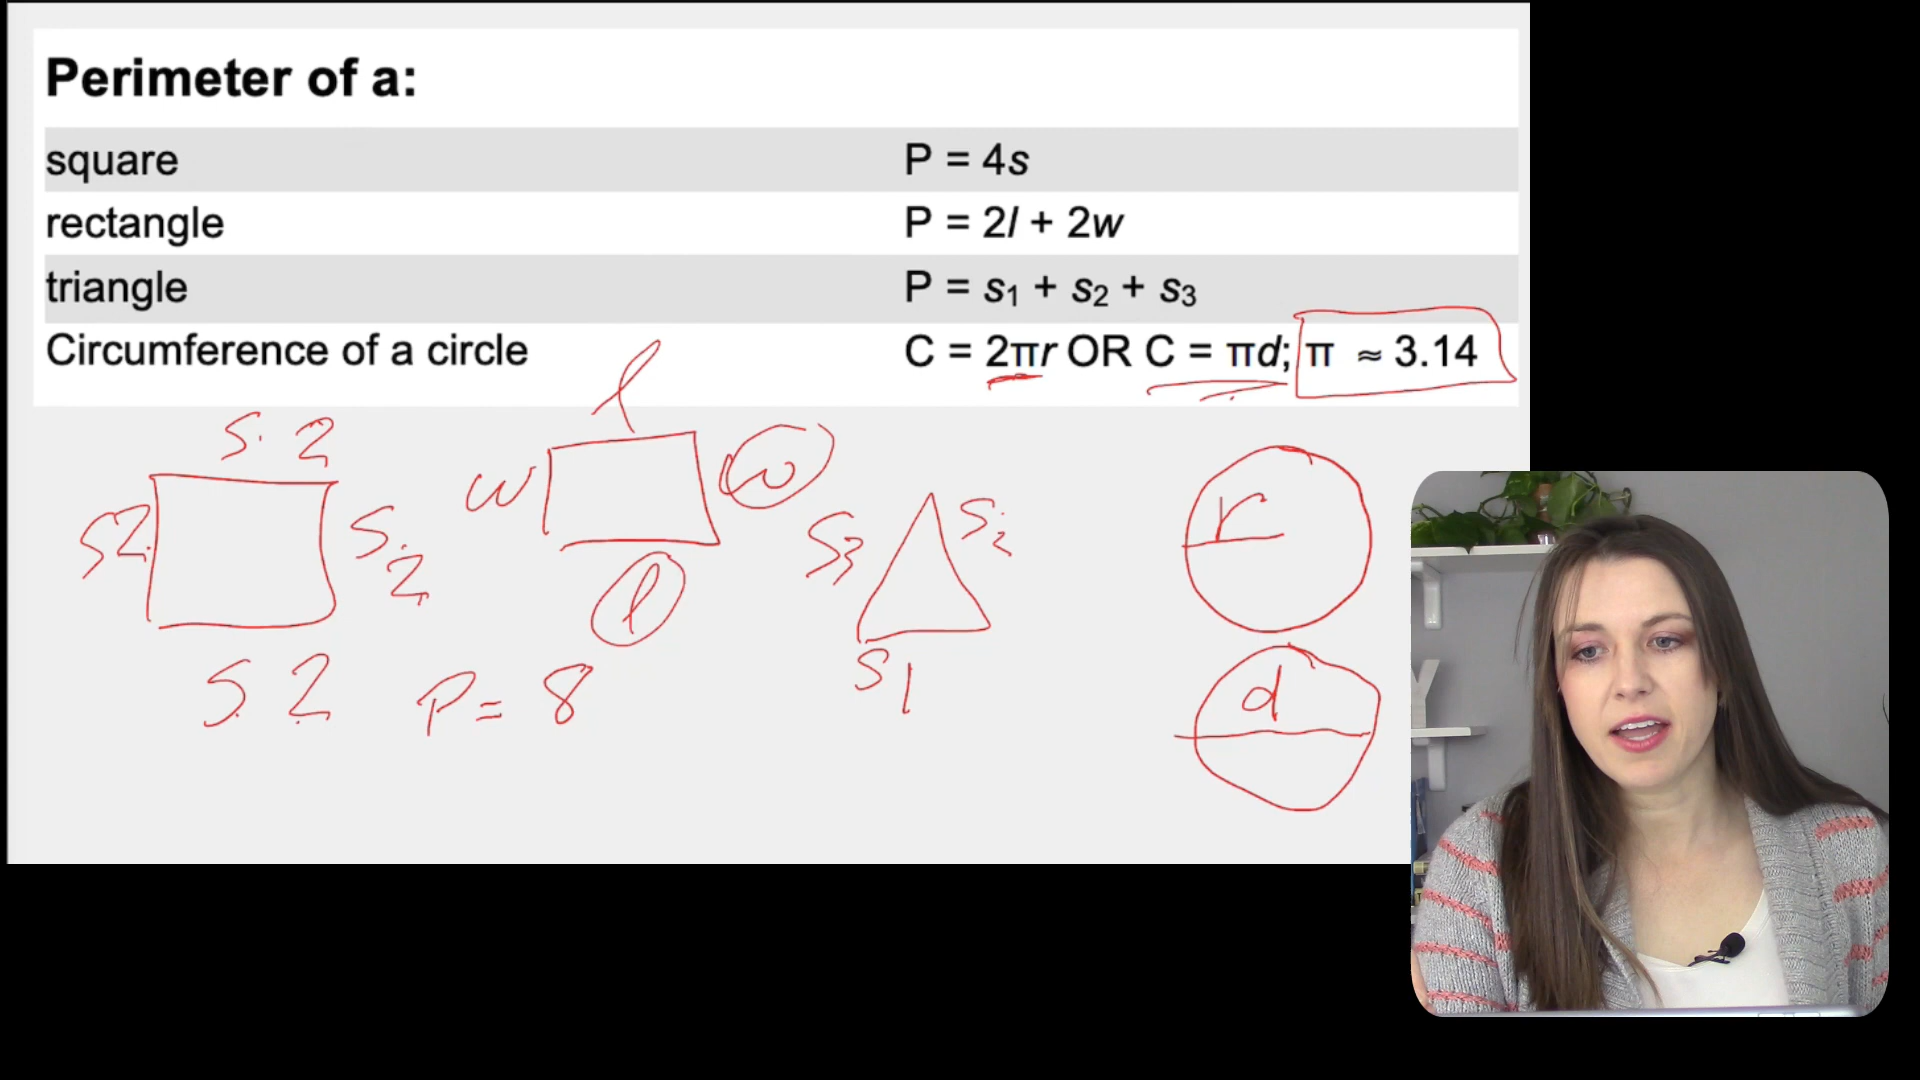 Perimeter of a:
square P = 4s
rectangle P = 2l + 2w
triangle P = s₁ + s₂ + s₃
Circumference of a circle C = 2πr OR C = πd; π ≈ 3.14
l
s. 2
w
w
s2
s. 2
s3
s2
r
l
s 2
P = 8
s1
d
Y